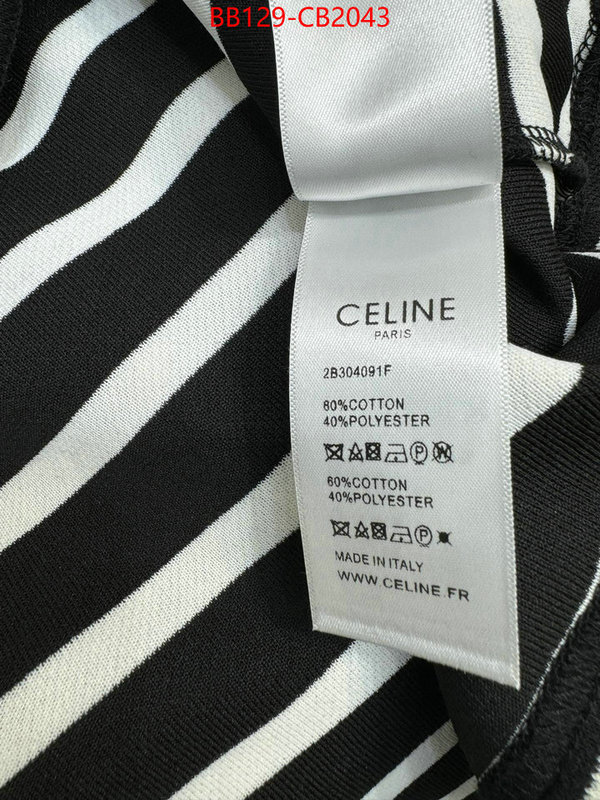 BB129-CB2043
CELINE
PARIS
2B304091F
60%COTTON
40%POLYESTER
60%COTTON
40%POLYESTER
MADE IN ITALY
WWW.CELINE.FR